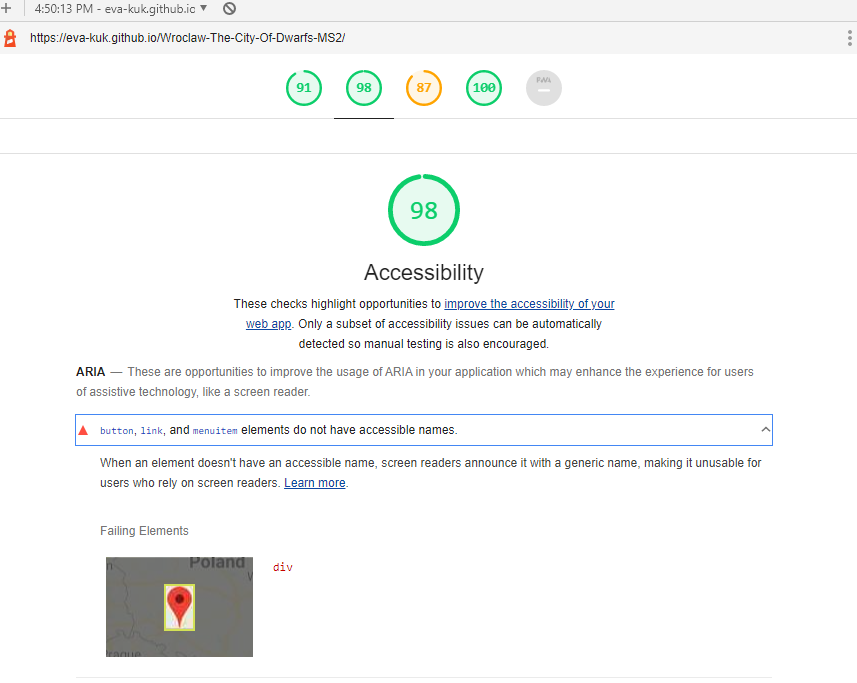 4:50:13 PM - eva-kuk.github.io
https://eva-kuk.github.io/Wroclaw-The-City-Of-Dwarfs-MS2/
91 98 87 100 PWA
98
Accessibility
These checks highlight opportunities to improve the accessibility of your
web app. Only a subset of accessibility issues can be automatically
detected so manual testing is also encouraged.
ARIA — These are opportunities to improve the usage of ARIA in your application which may enhance the experience for users
of assistive technology, like a screen reader.
button, link, and menuitem elements do not have accessible names.
When an element doesn't have an accessible name, screen readers announce it with a generic name, making it unusable for
users who rely on screen readers. Learn more.
Failing Elements
Poland
div